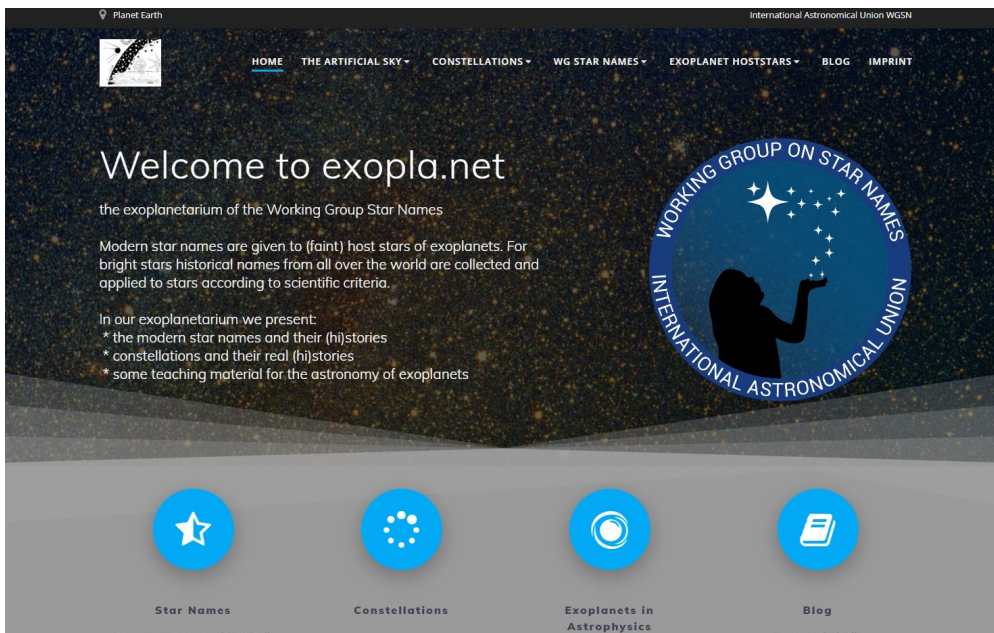 Planet Earth
International Astronomical Union WGSN
HOME THE ARTIFICIAL SKY CONSTELLATIONS WG STAR NAMES EXOPLANET HOSTSTARS BLOG IMPRINT
Welcome to exopla.net
the exoplanetarium of the Working Group Star Names
Modern star names are given to (faint) host stars of exoplanets. For
bright stars historical names from all over the world are collected and
applied to stars according to scientific criteria.
In our exoplanetarium we present:
* the modern star names and their (hi)stories
* constellations and their real (hi)stories
* some teaching material for the astronomy of exoplanets
WORKING GROUP ON STAR NAMES
INTERNATIONAL ASTRONOMICAL UNION
Star Names
Constellations
Exoplanets in
Astrophysics
Blog